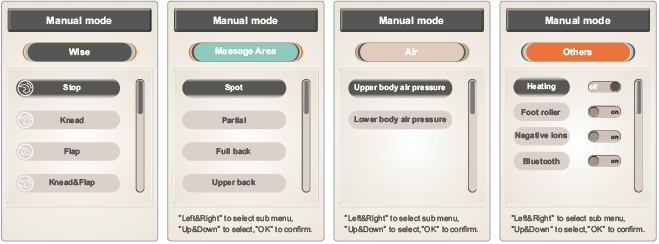 Manual mode
Wise
Stop
Knead
Flap
Knead&Flap
Manual mode
Massage Area
Spot
Partial
Full back
Upper back
"Left&Right" to select sub menu,
"Up&Down" to select,"OK" to confirm.
Manual mode
Air
Upper body air pressure
Lower body air pressure
"Left&Right" to select sub menu,
"Up&Down" to select,"OK" to confirm.
Manual mode
Others
Heating off
Foot roller on
Negative ions on
Bluetooth on
"Left&Right" to select sub menu,
"Up&Down" to select,"OK" to confirm.